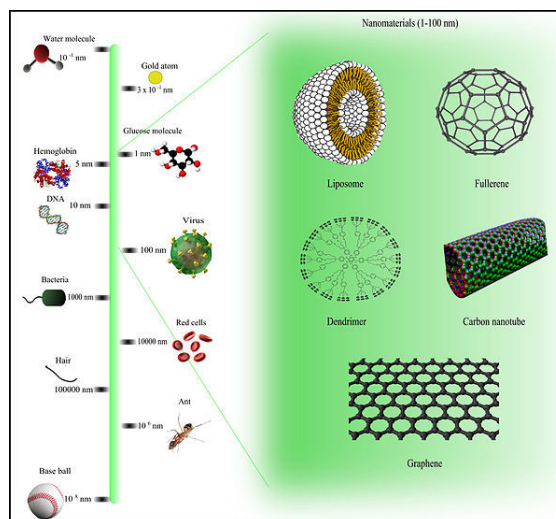 Water molecule
10⁻¹ nm
Gold atom
3 x 10⁻¹ nm
Glucose molecule
1 nm
Hemoglobin
5 nm
DNA
10 nm
Virus
100 nm
Bacteria
1000 nm
Red cells
10000 nm
Hair
100000 nm
Ant
10⁶ nm
Base ball
10⁸ nm
Nanomaterials (1-100 nm)
Liposome
Fullerene
Dendrimer
Carbon nanotube
Graphene